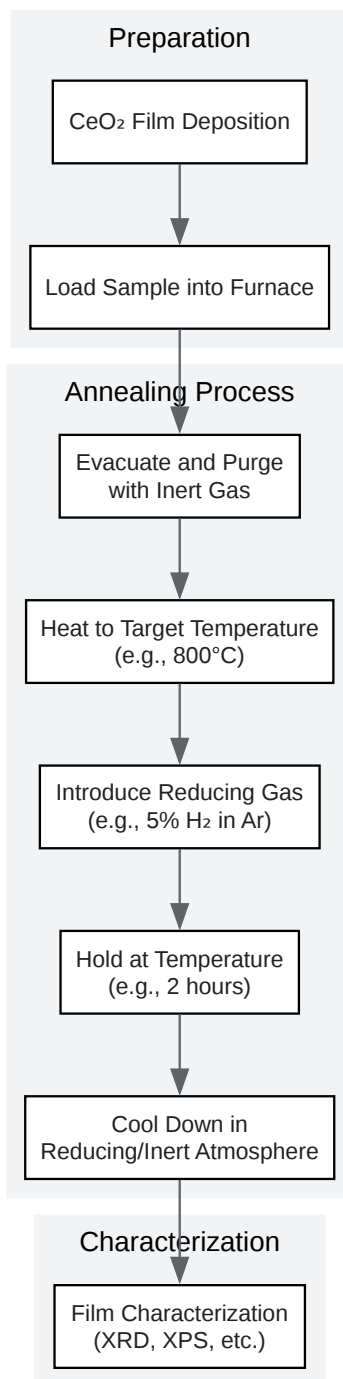 Preparation
CeO₂ Film Deposition
Load Sample into Furnace
Annealing Process
Evacuate and Purge
with Inert Gas
Heat to Target Temperature
(e.g., 800°C)
Introduce Reducing Gas
(e.g., 5% H₂ in Ar)
Hold at Temperature
(e.g., 2 hours)
Cool Down in
Reducing/Inert Atmosphere
Characterization
Film Characterization
(XRD, XPS, etc.)